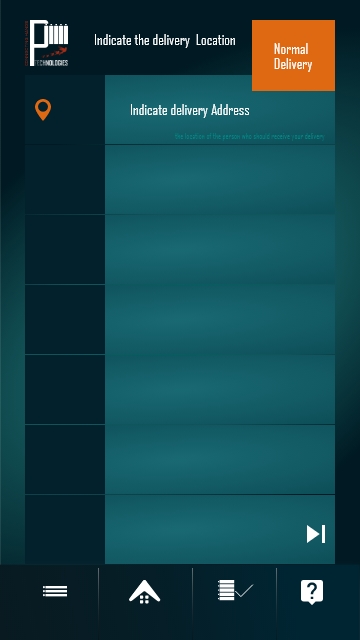 TECHNOLOGIES
Indicate the delivery Location
Normal
Delivery
Indicate delivery Address
the location of the person who should receive your delivery